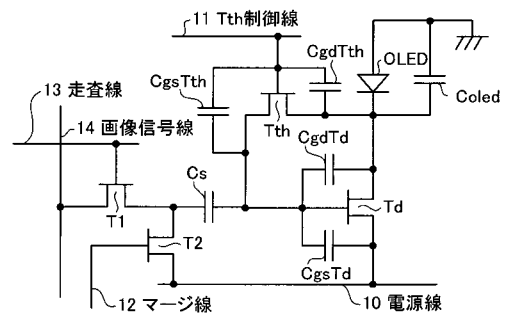 11 Tth制御線
CgdTth
OLED
CgsTth
Coled
13 走査線
14 画像信号線
Tth
CgdTd
Cs
Td
T1
T2
CgsTd
12 マージ線
10 電源線